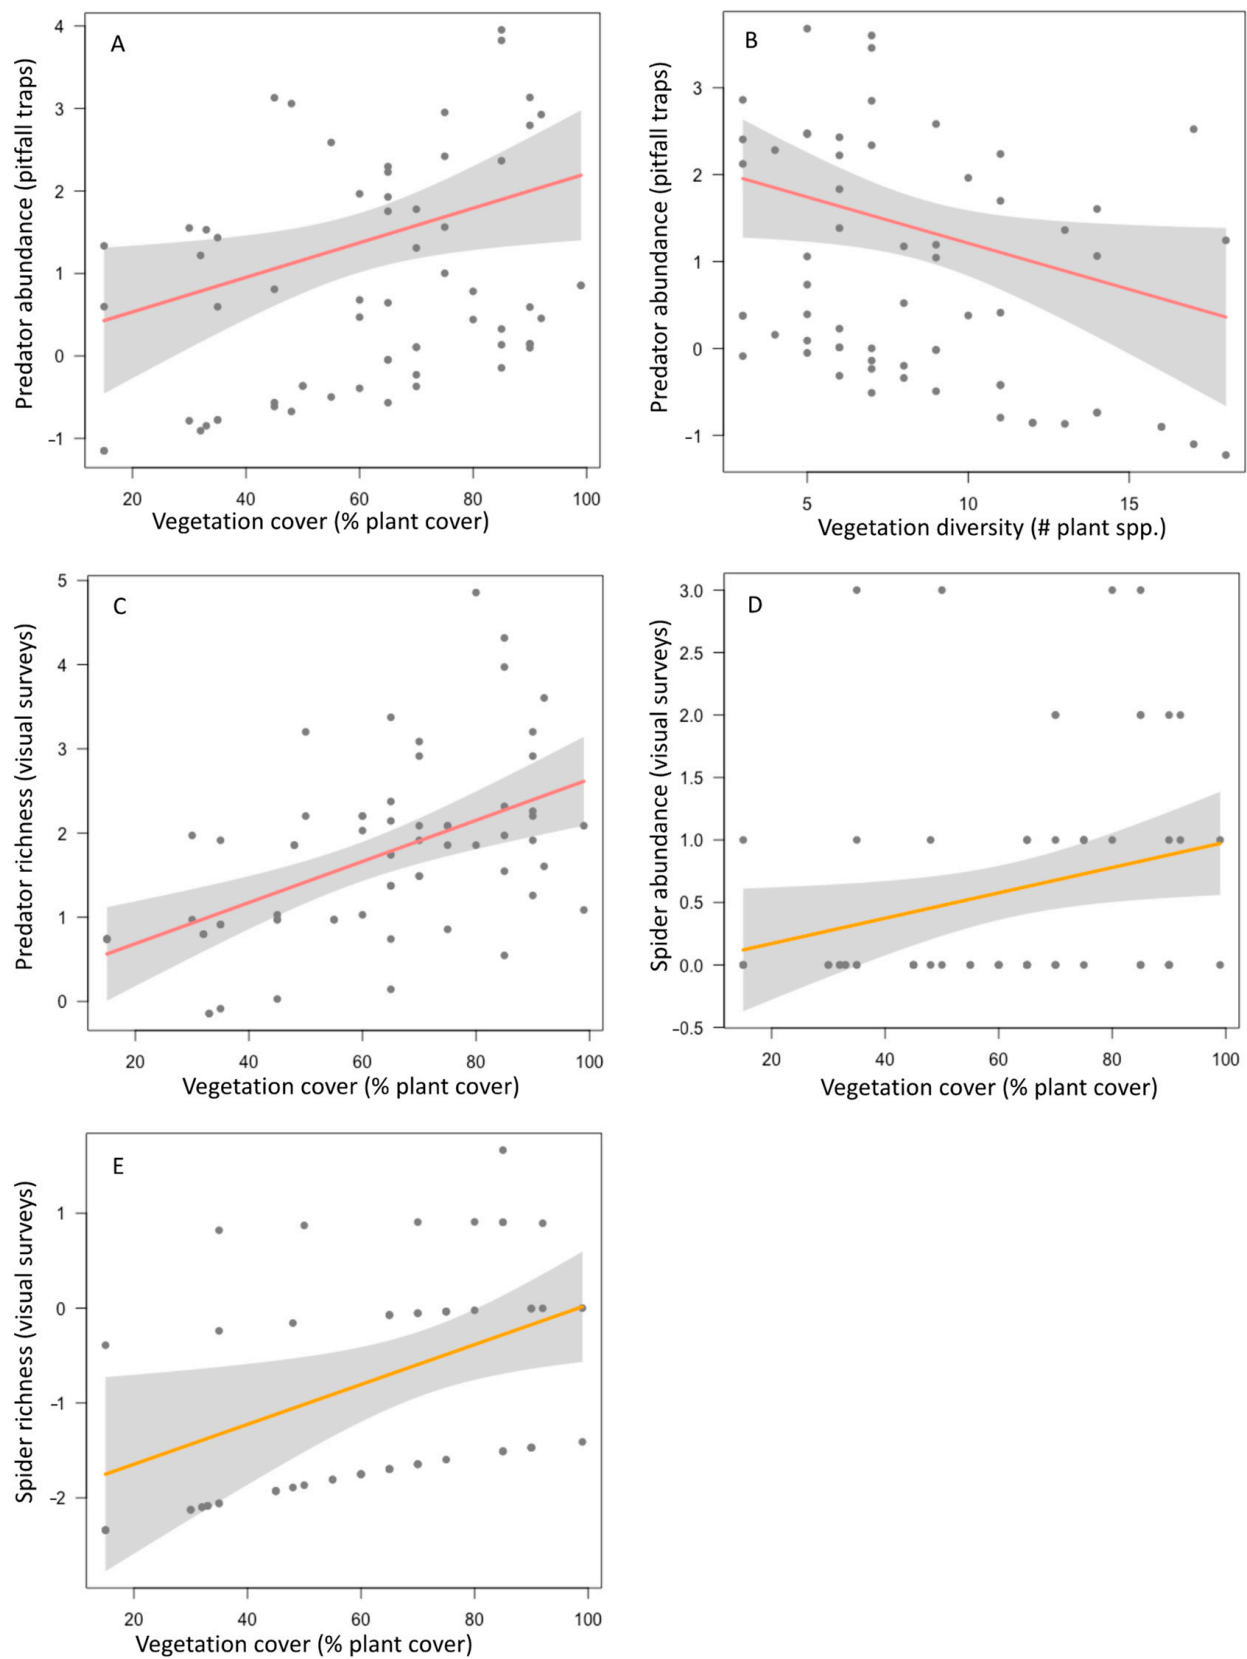 A
Predator abundance (pitfall traps)
4
3
2
1
0
−1
20 40 60 80 100
Vegetation cover (% plant cover)
B
Predator abundance (pitfall traps)
3
2
1
0
−1
5 10 15
Vegetation diversity (# plant spp.)
C
Predator richness (visual surveys)
5
4
3
2
1
0
20 40 60 80 100
Vegetation cover (% plant cover)
D
Spider abundance (visual surveys)
3.0
2.5
2.0
1.5
1.0
0.5
0.0
−0.5
20 40 60 80 100
Vegetation cover (% plant cover)
E
Spider richness (visual surveys)
1
0
−1
−2
20 40 60 80 100
Vegetation cover (% plant cover)